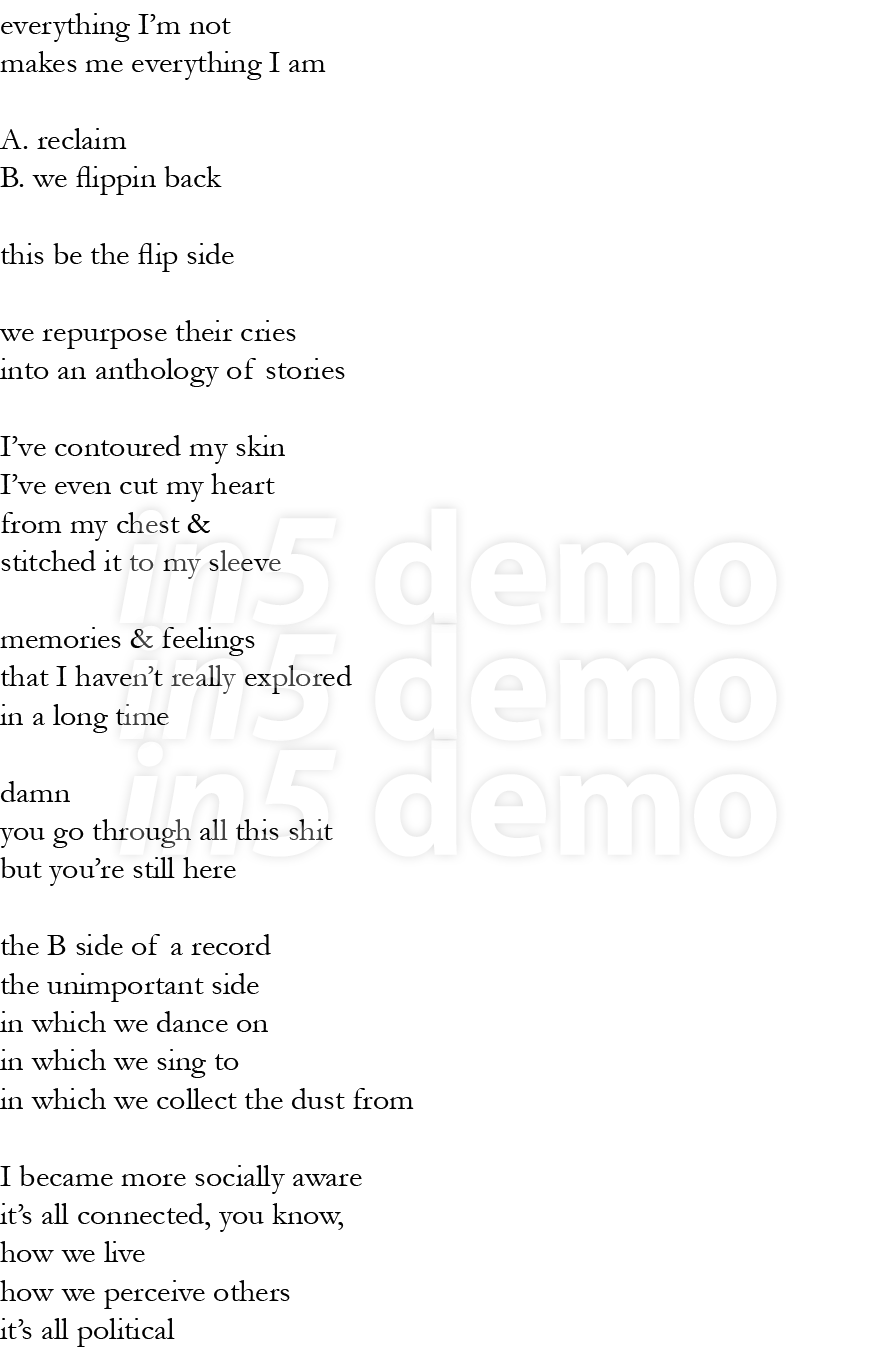 everything I’m not
makes me everything I am
A. reclaim
B. we flippin back
this be the flip side
we repurpose their cries
into an anthology of stories
I’ve contoured my skin
I’ve even cut my heart
from my chest &
stitched it to my sleeve
memories & feelings
that I haven’t really explored
in a long time
damn
you go through all this shit
but you’re still here
the B side of a record
the unimportant side
in which we dance on
in which we sing to
in which we collect the dust from
I became more socially aware
it’s all connected, you know,
how we live
how we perceive others
it’s all political
in5 demo
in5 demo
in5 demo